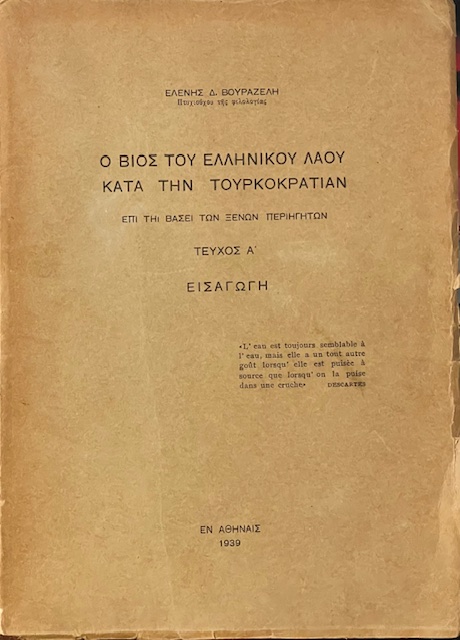 ΕΛΕΝΗΣ Δ. ΒΟΥΡΑΖΕΛΗ
Πτυχιούχου τῆς φιλολογίας
Ο ΒΙΟΣ ΤΟΥ ΕΛΛΗΝΙΚΟΥ ΛΑΟΥ
ΚΑΤΑ ΤΗΝ ΤΟΥΡΚΟΚΡΑΤΙΑΝ
ΕΠΙ ΤΗι ΒΑΣΕΙ ΤΩΝ ΞΕΝΩΝ ΠΕΡΙΗΓΗΤΩΝ
ΤΕΥΧΟΣ Α΄
ΕΙΣΑΓΩΓΗ
«L' eau est toujours semblable à
l' eau, mais elle a un tout autre
goût lorsqu' elle est puisée à
source que lorsqu' on la puise
dans une cruche» DESCARTES
ΕΝ ΑΘΗΝΑΙΣ
1939